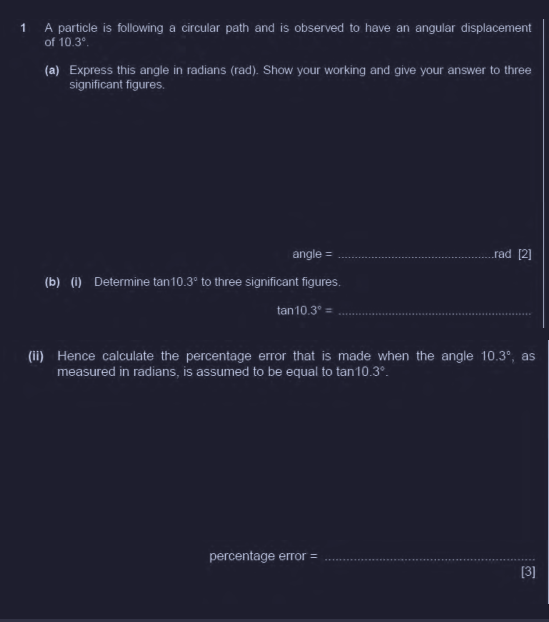 1 A particle is following a circular path and is observed to have an angular displacement
of 10.3°.
(a) Express this angle in radians (rad). Show your working and give your answer to three
significant figures.
angle = ..............................................rad [2]
(b) (i) Determine tan10.3° to three significant figures.
tan10.3° = .........................................................
(ii) Hence calculate the percentage error that is made when the angle 10.3°, as
measured in radians, is assumed to be equal to tan10.3°.
percentage error = .........................................................
[3]